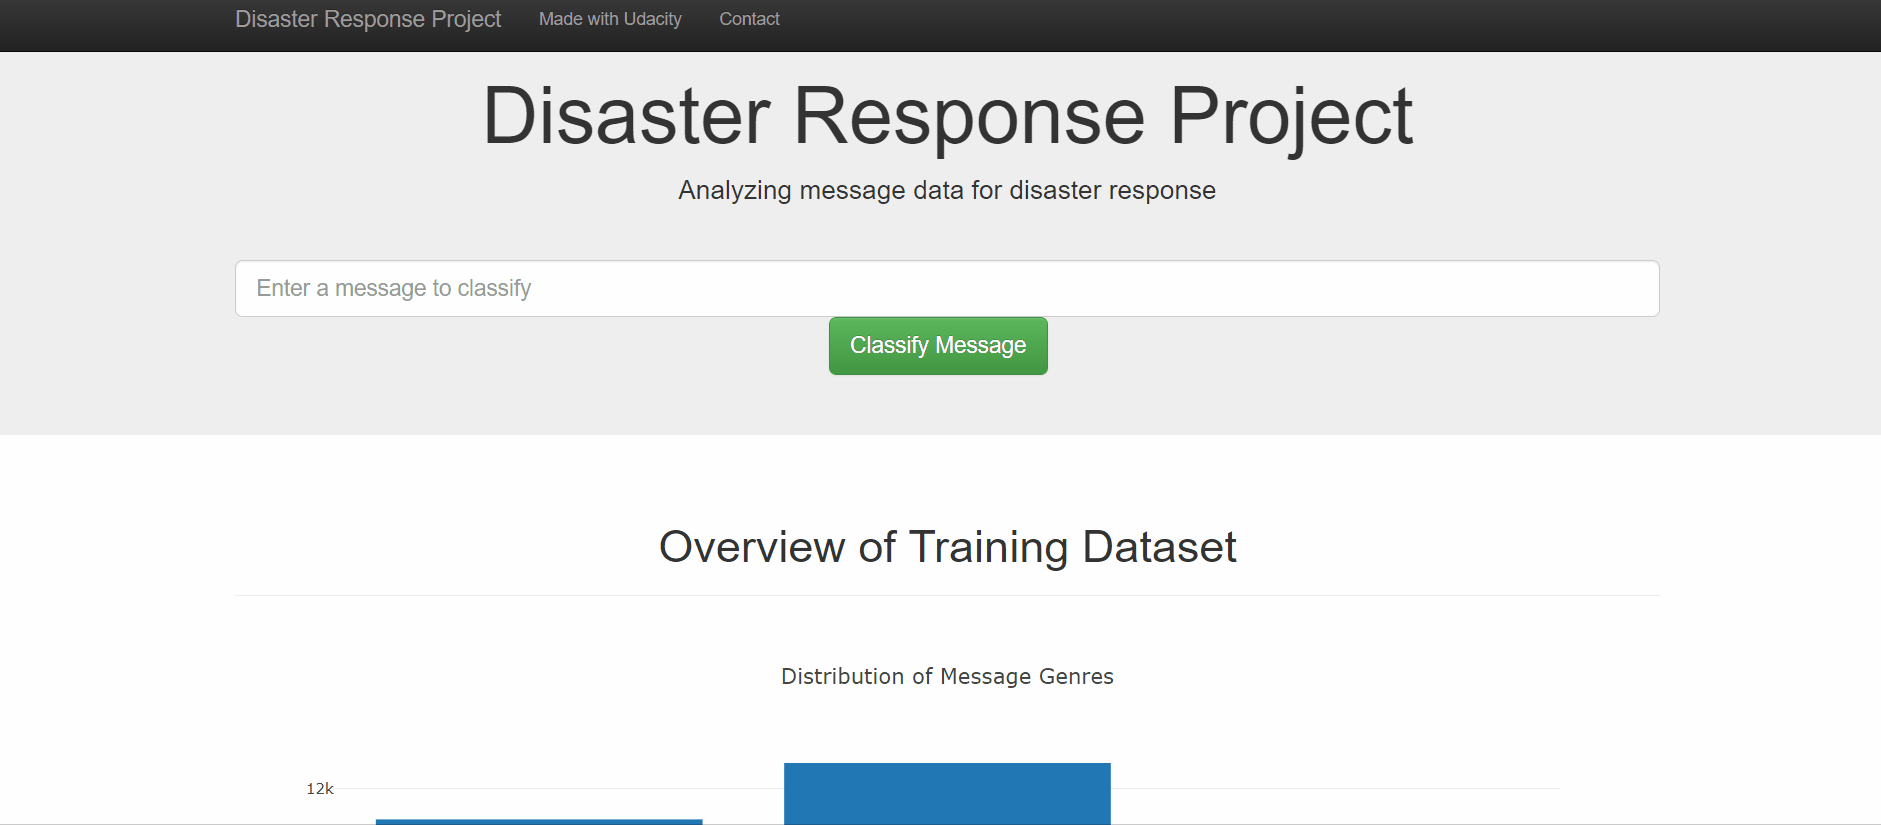 Disaster Response Project Made with Udacity Contact
Disaster Response Project
Analyzing message data for disaster response
Enter a message to classify
Classify Message
Overview of Training Dataset
Distribution of Message Genres
12k